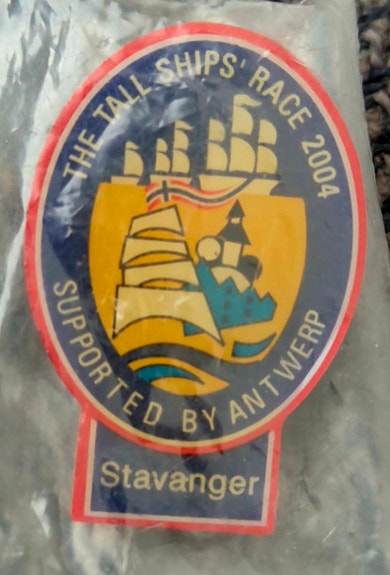 THE TALL SHIPS' RACE 2004
SUPPORTED BY ANTWERP
Stavanger